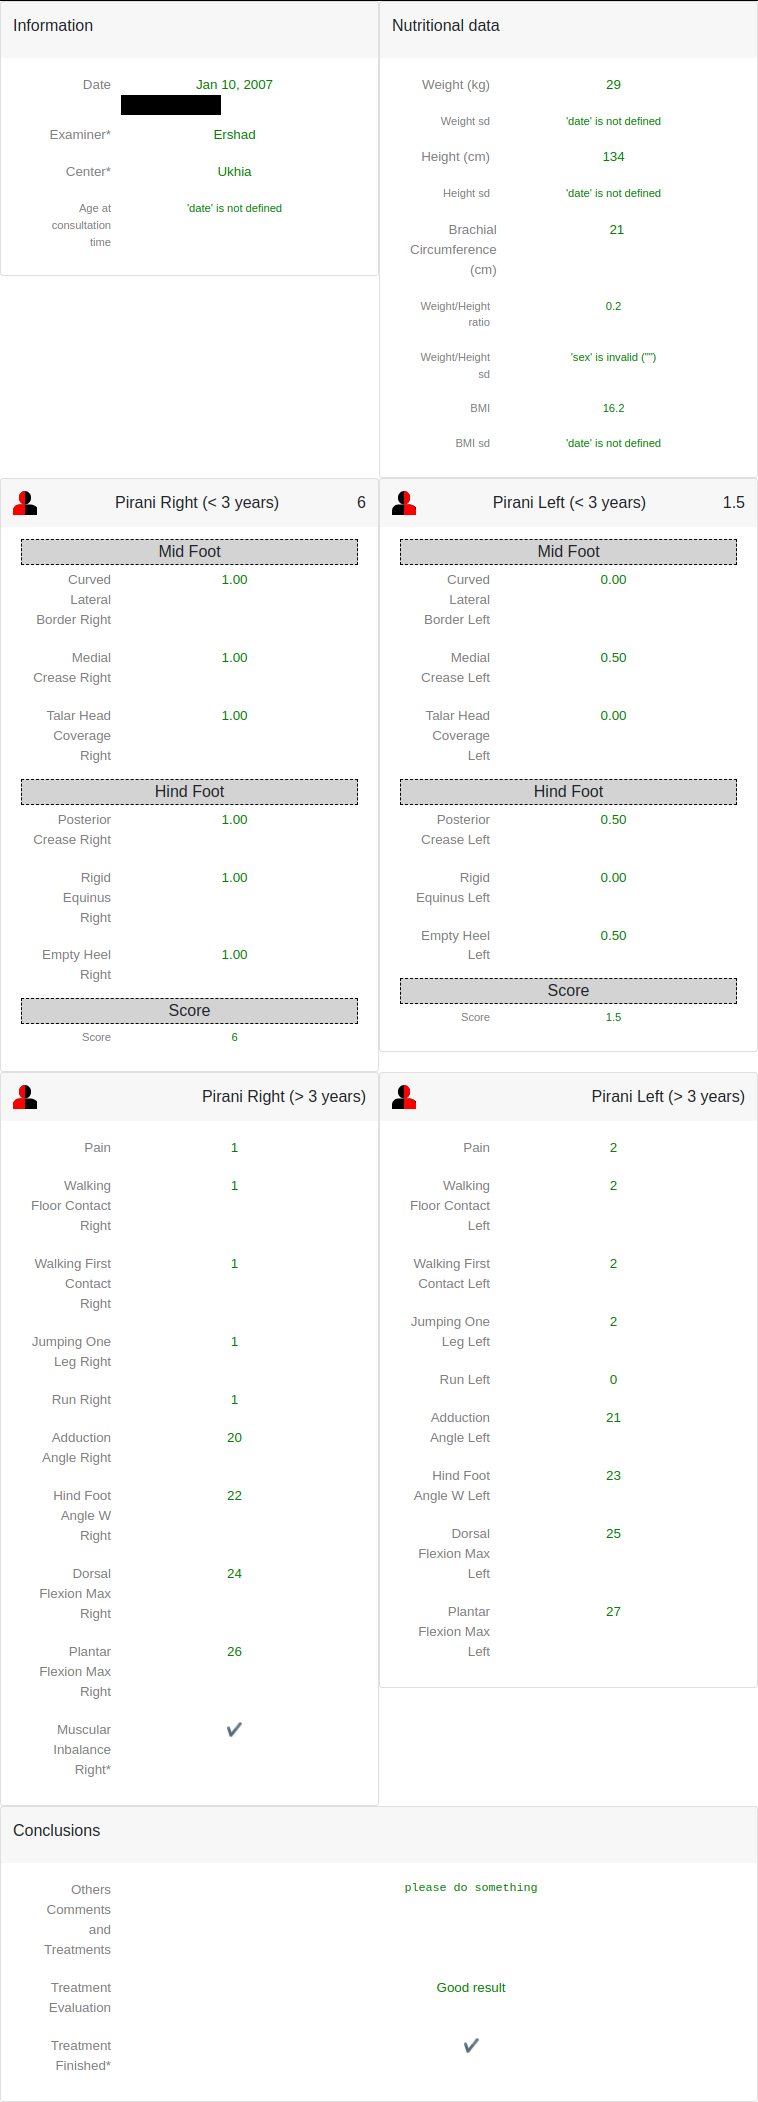 Information
Date
Jan 10, 2007
Examiner*
Ershad
Center*
Ukhia
Age at
consultation
time
'date' is not defined
Nutritional data
Weight (kg)
29
Weight sd
'date' is not defined
Height (cm)
134
Height sd
'date' is not defined
Brachial
Circumference
(cm)
21
Weight/Height
ratio
0.2
Weight/Height
sd
'sex' is invalid ("")
BMI
16.2
BMI sd
'date' is not defined
Pirani Right (< 3 years)
6
Mid Foot
Curved
Lateral
Border Right
1.00
Medial
Crease Right
1.00
Talar Head
Coverage
Right
1.00
Hind Foot
Posterior
Crease Right
1.00
Rigid
Equinus
Right
1.00
Empty Heel
Right
1.00
Score
Score
6
Pirani Left (< 3 years)
1.5
Mid Foot
Curved
Lateral
Border Left
0.00
Medial
Crease Left
0.50
Talar Head
Coverage
Left
0.00
Hind Foot
Posterior
Crease Left
0.50
Rigid
Equinus Left
0.00
Empty Heel
Left
0.50
Score
Score
1.5
Pirani Right (> 3 years)
Pain
1
Walking
Floor Contact
Right
1
Walking First
Contact
Right
1
Jumping One
Leg Right
1
Run Right
1
Adduction
Angle Right
20
Hind Foot
Angle W
Right
22
Dorsal
Flexion Max
Right
24
Plantar
Flexion Max
Right
26
Muscular
Inbalance
Right*
✔
Pirani Left (> 3 years)
Pain
2
Walking
Floor Contact
Left
2
Walking First
Contact Left
2
Jumping One
Leg Left
2
Run Left
0
Adduction
Angle Left
21
Hind Foot
Angle W Left
23
Dorsal
Flexion Max
Left
25
Plantar
Flexion Max
Left
27
Conclusions
Others
Comments
and
Treatments
please do something
Treatment
Evaluation
Good result
Treatment
Finished*
✔